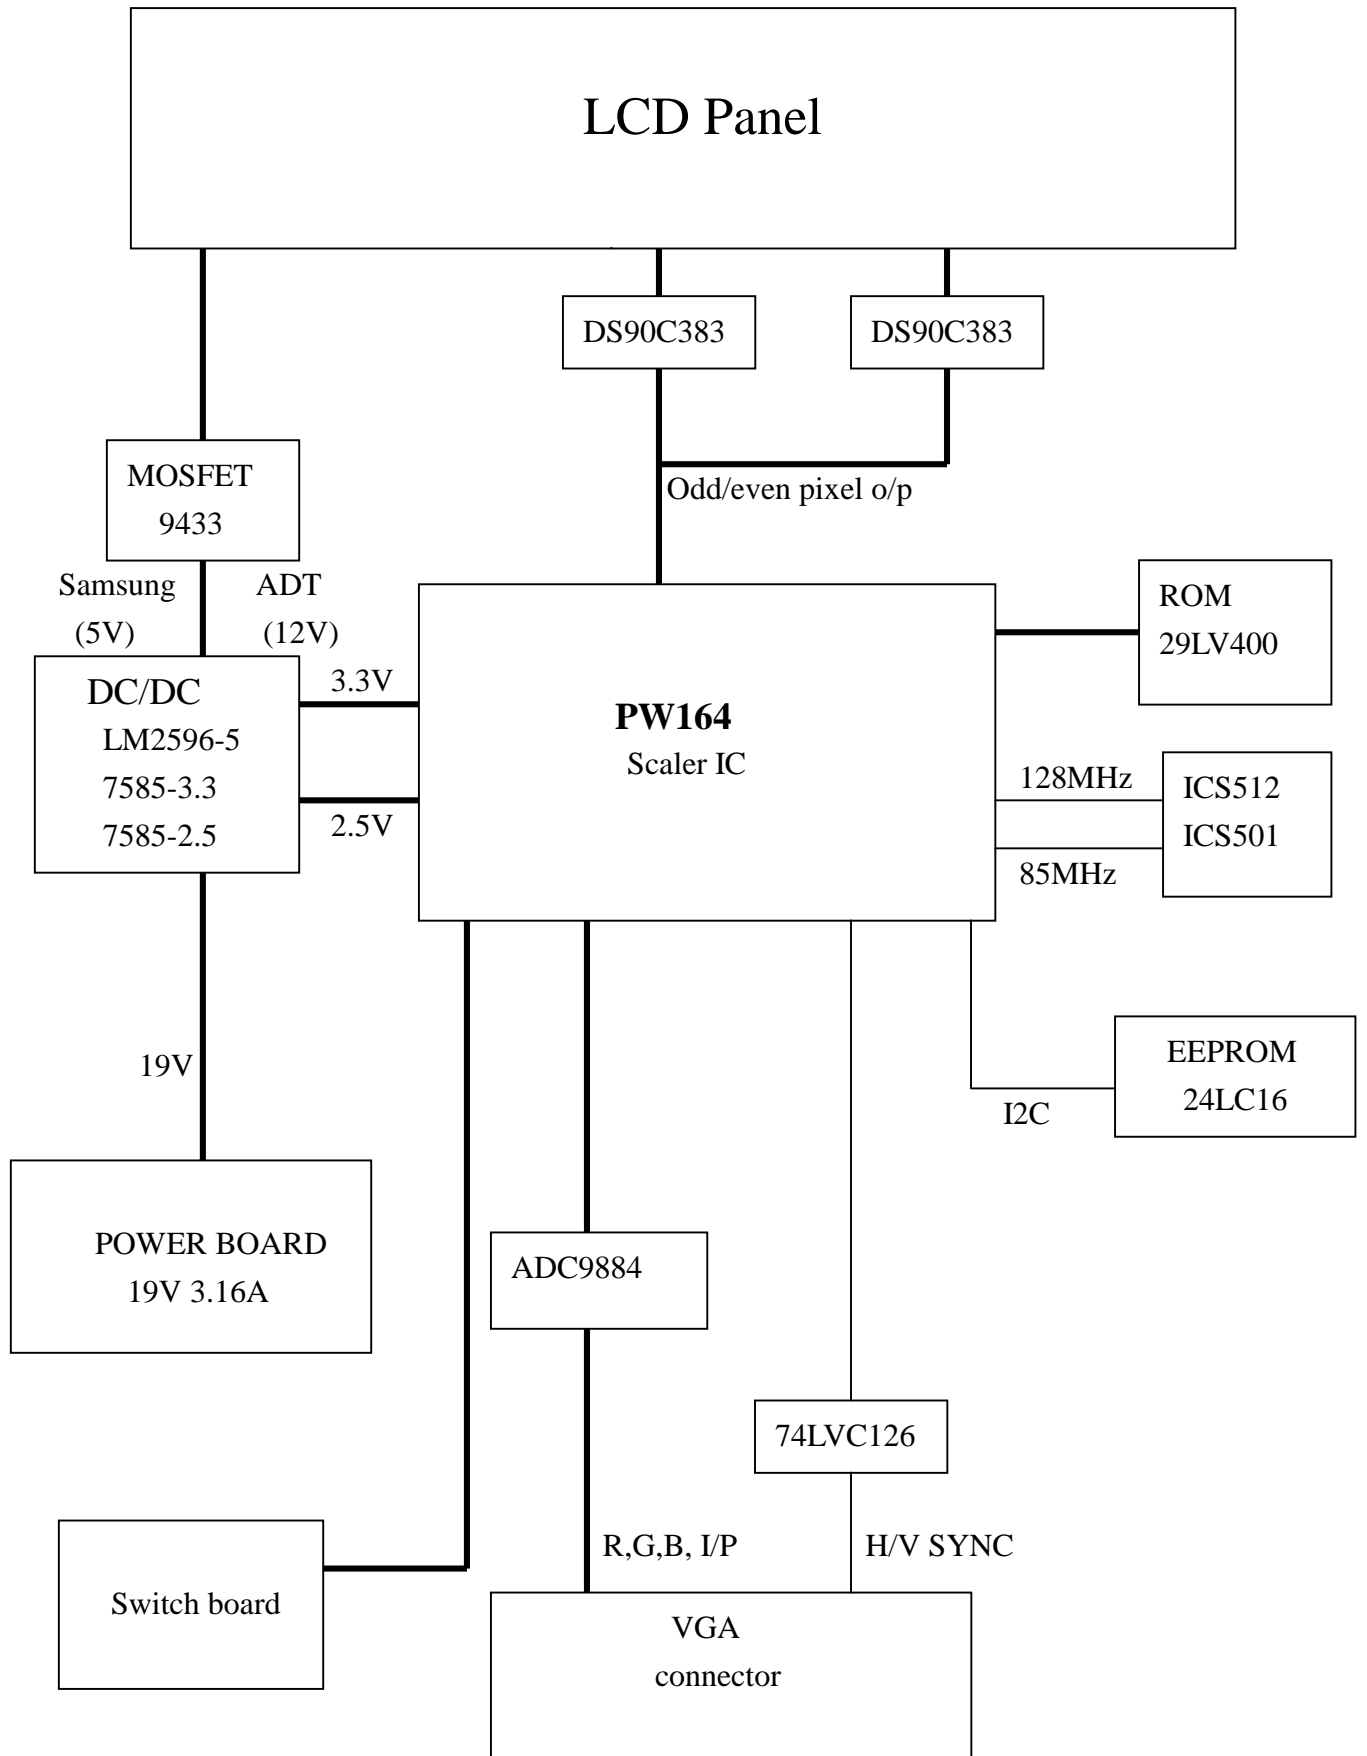 LCD Panel
DS90C383
DS90C383
MOSFET
9433
Odd/even pixel o/p
Samsung
(5V)
ADT
(12V)
ROM
29LV400
DC/DC
LM2596-5
7585-3.3
7585-2.5
3.3V
2.5V
PW164
Scaler IC
128MHz
85MHz
ICS512
ICS501
19V
I2C
EEPROM
24LC16
POWER BOARD
19V 3.16A
ADC9884
74LVC126
R,G,B, I/P
H/V SYNC
Switch board
VGA
connector